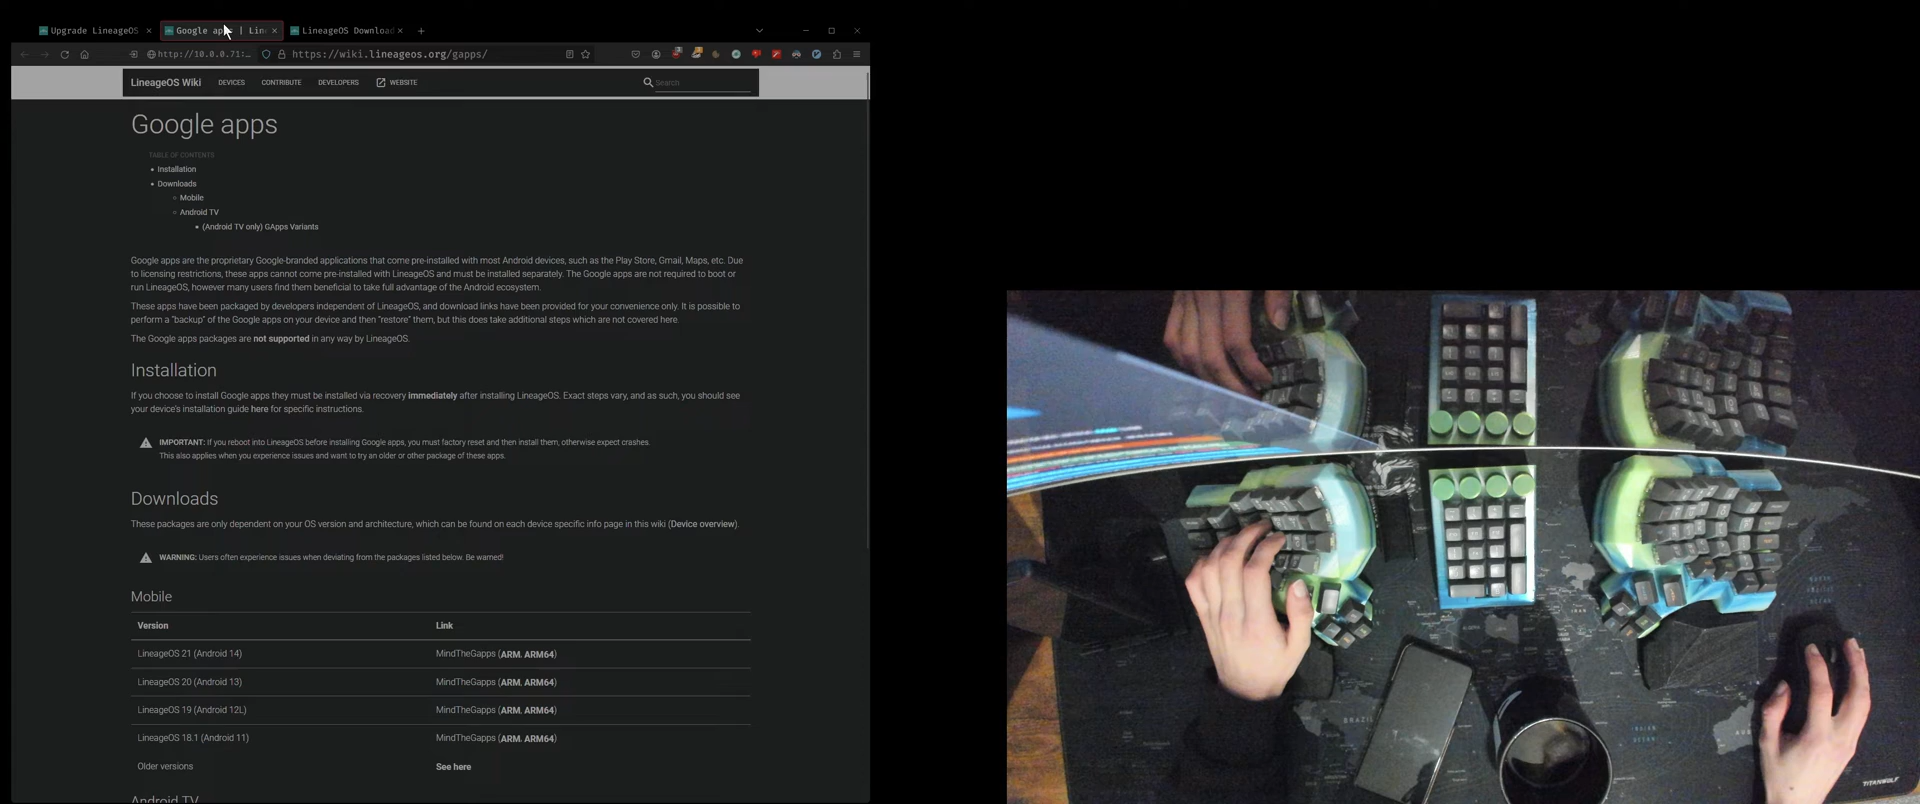 Upgrade LineageOS
Google apps | Lin
LineageOS Download
http://10.0.0.71:...
https://wiki.lineageos.org/gapps/
LineageOS Wiki DEVICES CONTRIBUTE DEVELOPERS WEBSITE Search
Google apps
TABLE OF CONTENTS
Installation
Downloads
Mobile
Android TV
(Android TV only) GApps Variants
Google apps are the proprietary Google-branded applications that come pre-installed with most Android devices, such as the Play Store, Gmail, Maps, etc. Due
to licensing restrictions, these apps cannot come pre-installed with LineageOS and must be installed separately. The Google apps are not required to boot or
run LineageOS, however many users find them beneficial to take full advantage of the Android ecosystem.
These apps have been packaged by developers independent of LineageOS, and download links have been provided for your convenience only. It is possible to
perform a "backup" of the Google apps on your device and then "restore" them, but this does take additional steps which are not covered here.
The Google apps packages are not supported in any way by LineageOS.
Installation
If you choose to install Google apps they must be installed via recovery immediately after installing LineageOS. Exact steps vary, and as such, you should see
your device's installation guide here for specific instructions.
IMPORTANT: If you reboot into LineageOS before installing Google apps, you must factory reset and then install them, otherwise expect crashes.
This also applies when you experience issues and want to try an older or other package of these apps.
Downloads
These packages are only dependent on your OS version and architecture, which can be found on each device specific info page in this wiki (Device overview).
WARNING: Users often experience issues when deviating from the packages listed below. Be warned!
Mobile
Version Link
LineageOS 21 (Android 14) MindTheGapps (ARM, ARM64)
LineageOS 20 (Android 13) MindTheGapps (ARM, ARM64)
LineageOS 19 (Android 12L) MindTheGapps (ARM, ARM64)
LineageOS 18.1 (Android 11) MindTheGapps (ARM, ARM64)
Older versions See here
Android TV
BRAZIL
IRAN
INDIAN
OCEAN
TITANWOLF